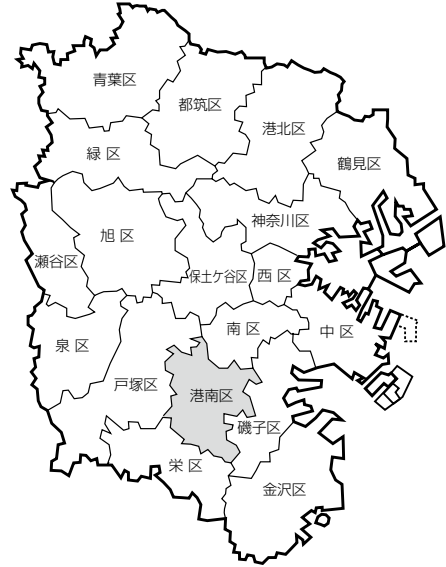 青葉区
都筑区
港北区
緑 区
鶴見区
神奈川区
旭 区
瀬谷区
保土ケ谷区
西 区
南 区
中 区
泉 区
戸塚区
港南区
磯子区
栄 区
金沢区